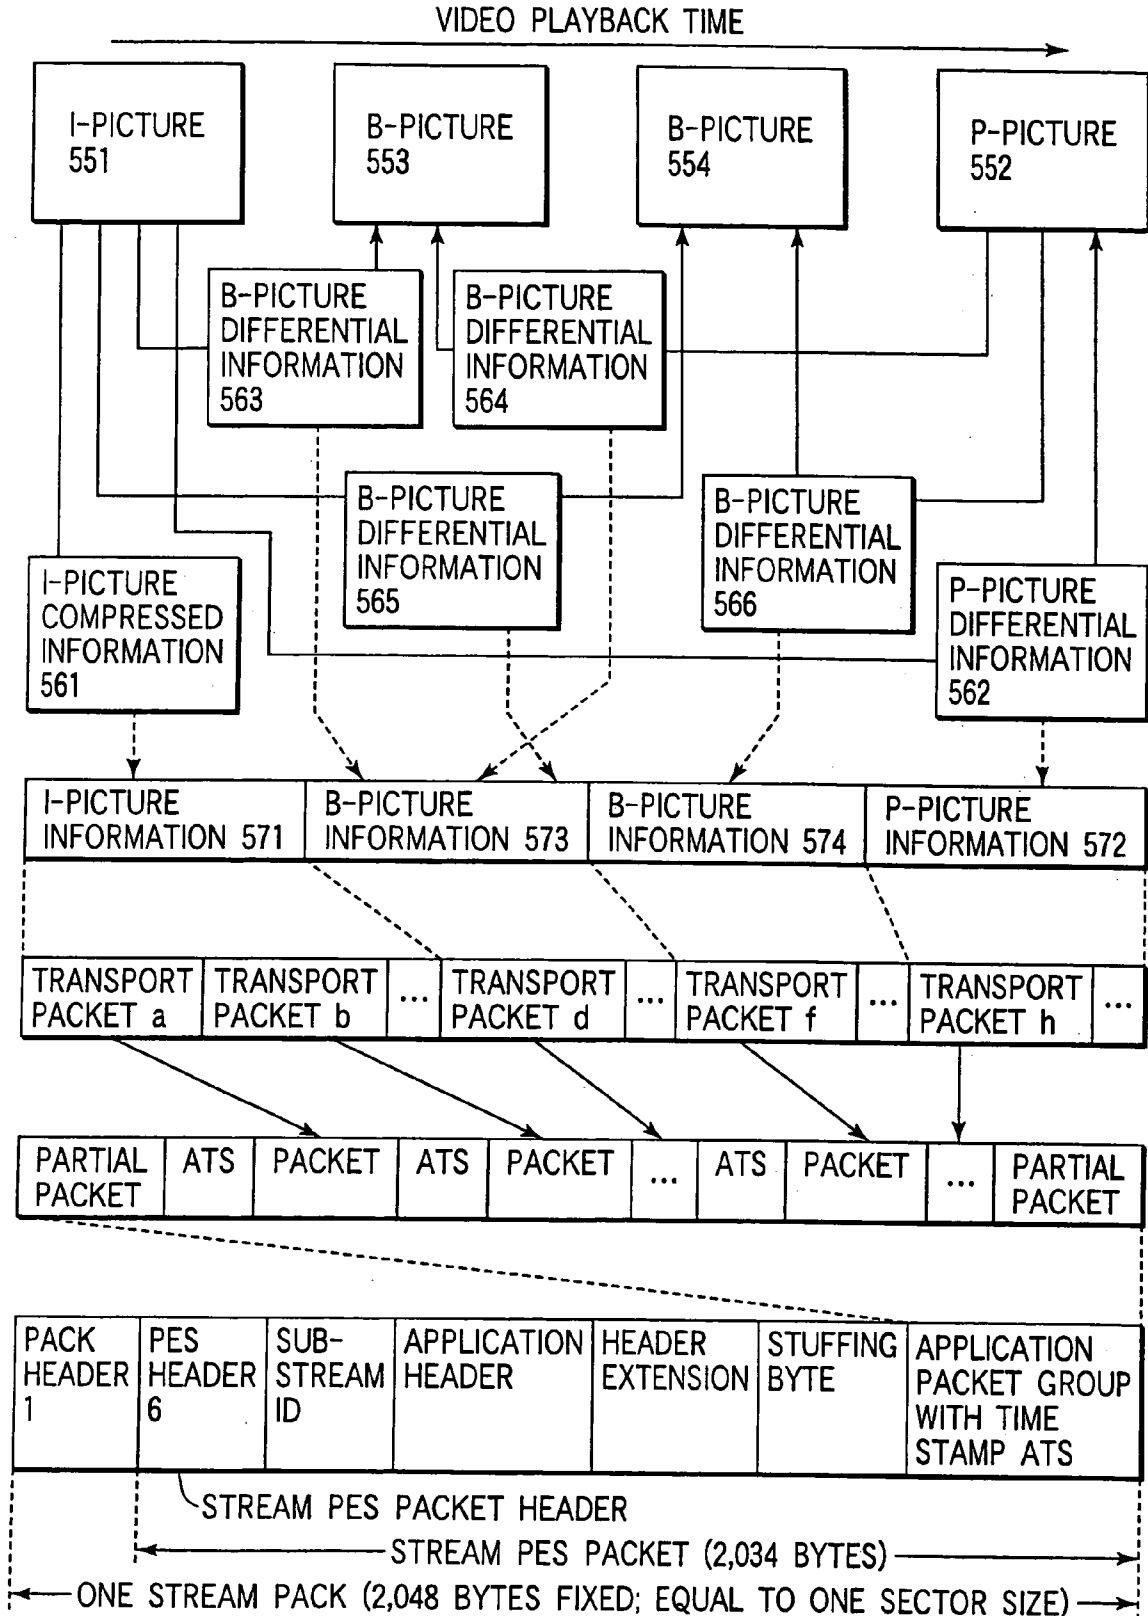 VIDEO PLAYBACK TIME
I-PICTURE
551
B-PICTURE
553
B-PICTURE
554
P-PICTURE
552
B-PICTURE
DIFFERENTIAL
INFORMATION
563
B-PICTURE
DIFFERENTIAL
INFORMATION
564
B-PICTURE
DIFFERENTIAL
INFORMATION
565
B-PICTURE
DIFFERENTIAL
INFORMATION
566
I-PICTURE
COMPRESSED
INFORMATION
561
P-PICTURE
DIFFERENTIAL
INFORMATION
562
I-PICTURE
INFORMATION 571
B-PICTURE
INFORMATION 573
B-PICTURE
INFORMATION 574
P-PICTURE
INFORMATION 572
TRANSPORT
PACKET a
TRANSPORT
PACKET b
...
TRANSPORT
PACKET d
...
TRANSPORT
PACKET f
...
TRANSPORT
PACKET h
...
PARTIAL
PACKET
ATS
PACKET
ATS
PACKET
...
ATS
PACKET
...
PARTIAL
PACKET
PACK
HEADER
1
PES
HEADER
6
SUB-
STREAM
ID
APPLICATION
HEADER
HEADER
EXTENSION
STUFFING
BYTE
APPLICATION
PACKET GROUP
WITH TIME
STAMP ATS
STREAM PES PACKET HEADER
STREAM PES PACKET (2,034 BYTES)
ONE STREAM PACK (2,048 BYTES FIXED; EQUAL TO ONE SECTOR SIZE)